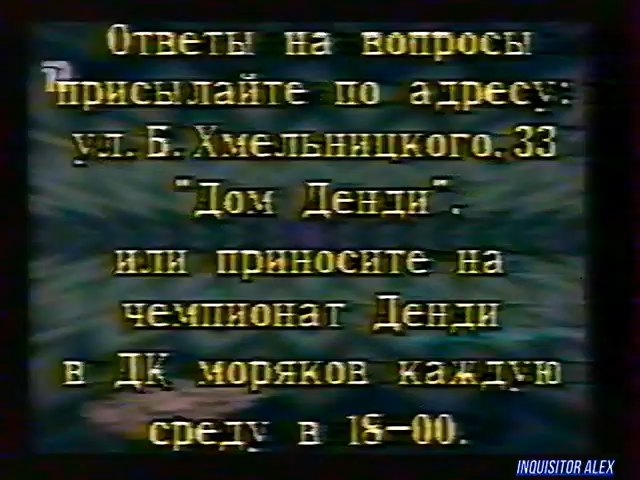 Ответы на вопросы
присылайте по адресу:
ул. Б. Хмельницкого, 33
"Дом Денди".
или приносите на
чемпионат Денди
в ДК моряков каждую
среду в 18-00.
INQUISITOR ALEX